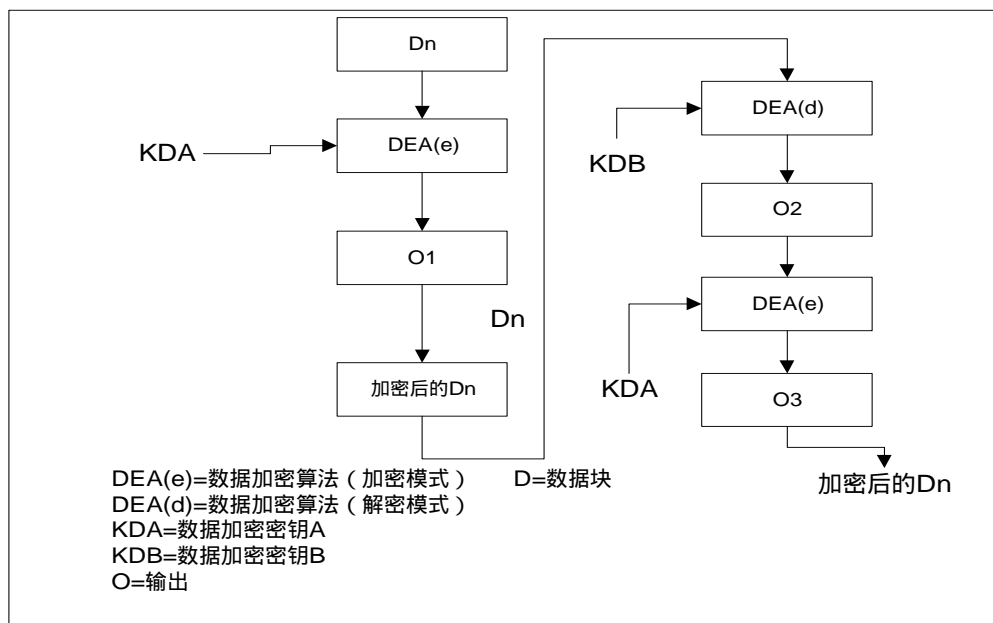 Dn
DEA(e)
KDA
O1
Dn
加密后的Dn
DEA(d)
KDB
O2
DEA(e)
KDA
O3
加密后的Dn
DEA(e)=数据加密算法（加密模式） D=数据块
DEA(d)=数据加密算法（解密模式）
KDA=数据加密密钥A
KDB=数据加密密钥B
O=输出